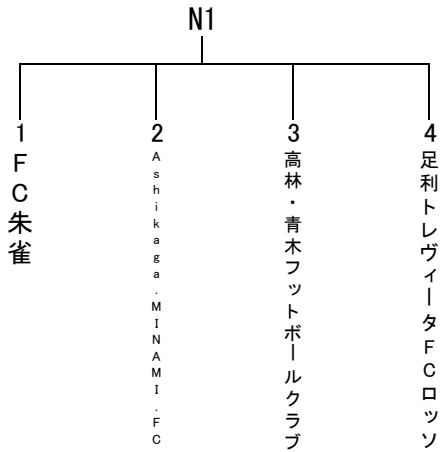 N1
1
FC朱雀
2
Ashikaga.MINAMI.FC
3
高林・青木フットボールクラブ
4
足利トレヴィータFCロッソ